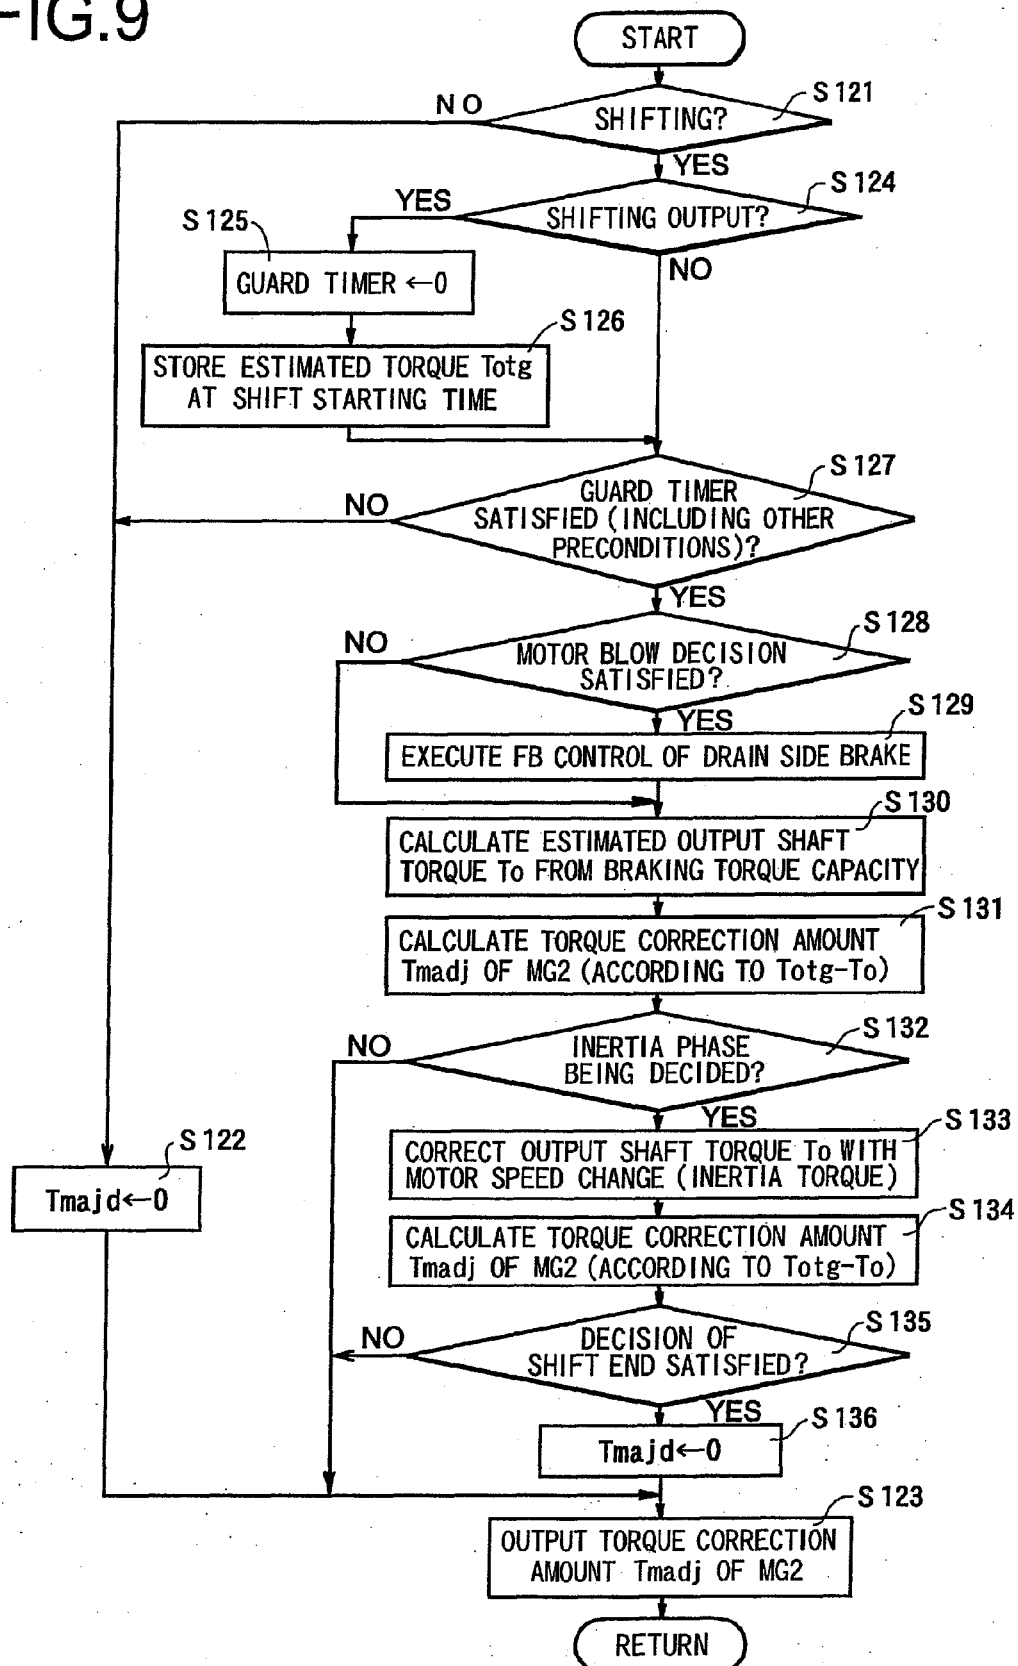 FIG.9
START
S121
NO
SHIFTING?
YES
S124
YES
SHIFTING OUTPUT?
S125
NO
GUARD TIMER ←0
S126
STORE ESTIMATED TORQUE Totg
AT SHIFT STARTING TIME
S127
GUARD TIMER
NO
SATISFIED (INCLUDING OTHER
PRECONDITIONS)?
YES
S128
NO
MOTOR BLOW DECISION
SATISFIED?
YES
S129
EXECUTE FB CONTROL OF DRAIN SIDE BRAKE
S130
CALCULATE ESTIMATED OUTPUT SHAFT
TORQUE To FROM BRAKING TORQUE CAPACITY
S131
CALCULATE TORQUE CORRECTION AMOUNT
Tmadj OF MG2 (ACCORDING TO Totg-To)
S132
NO
INERTIA PHASE
BEING DECIDED?
YES
S133
CORRECT OUTPUT SHAFT TORQUE To WITH
MOTOR SPEED CHANGE (INERTIA TORQUE)
S122
Tmajd←0
S134
CALCULATE TORQUE CORRECTION AMOUNT
Tmadj OF MG2 (ACCORDING TO Totg-To)
S135
NO
DECISION OF
SHIFT END SATISFIED?
YES
S136
Tmajd←0
S123
OUTPUT TORQUE CORRECTION
AMOUNT Tmadj OF MG2
RETURN